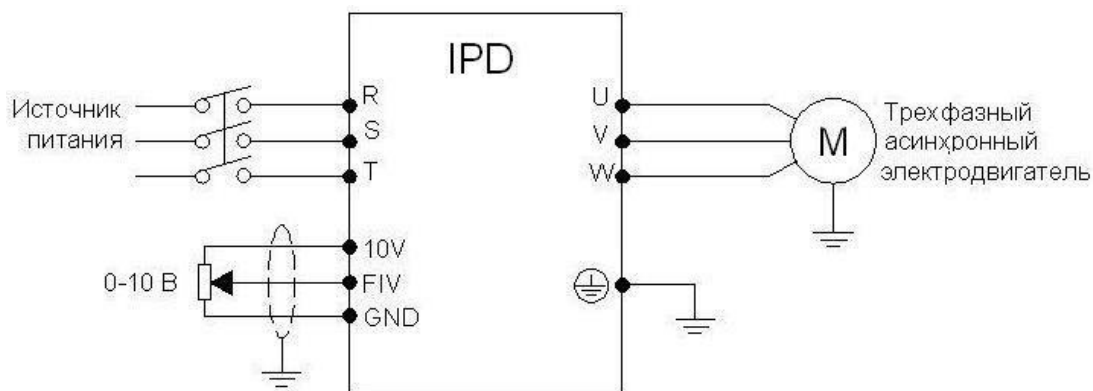 IPD
Источник
питания
R
S
T
U
V
W
M
Трехфазный
асинхронный
электродвигатель
0-10 В
10V
FIV
GND